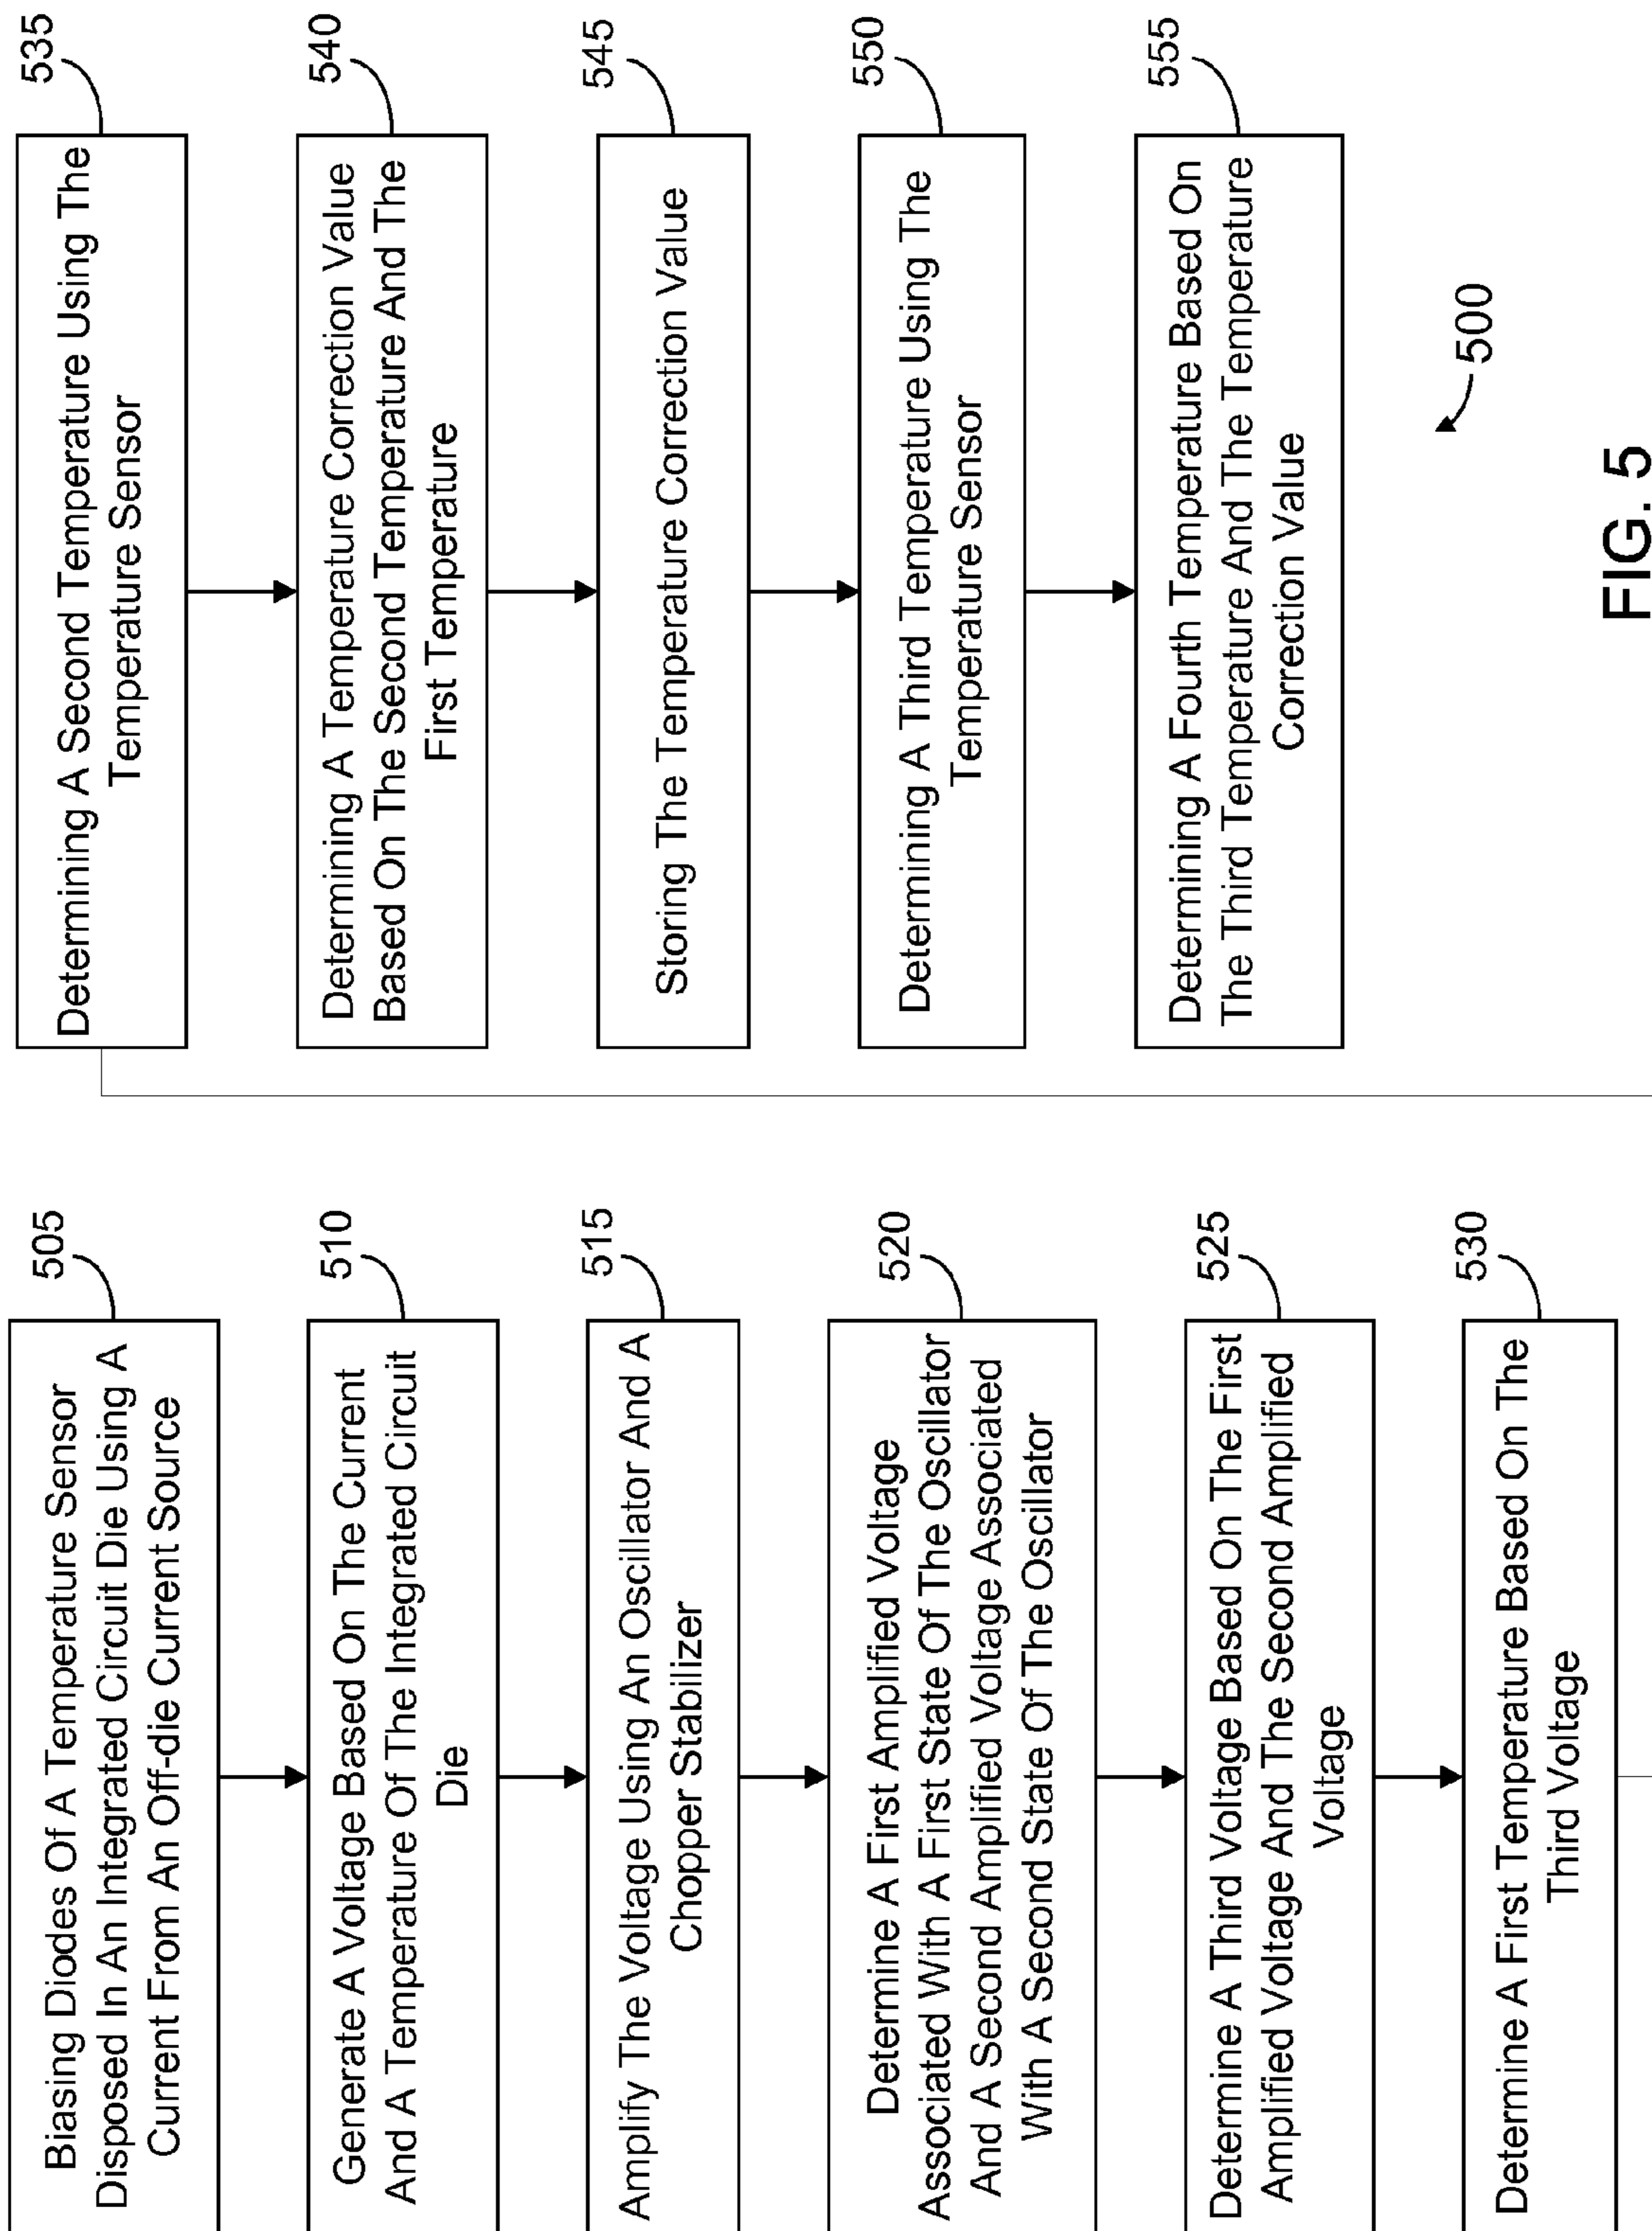 505
Biasing Diodes Of A Temperature Sensor
Disposed In An Integrated Circuit Die Using A
Current From An Off-die Current Source
510
Generate A Voltage Based On The Current
And A Temperature Of The Integrated Circuit
Die
515
Amplify The Voltage Using An Oscillator And A
Chopper Stabilizer
520
Determine A First Amplified Voltage
Associated With A First State Of The Oscillator
And A Second Amplified Voltage Associated
With A Second State Of The Oscillator
525
Determine A Third Voltage Based On The First
Amplified Voltage And The Second Amplified
Voltage
530
Determine A First Temperature Based On The
Third Voltage
535
Determining A Second Temperature Using The
Temperature Sensor
540
Determining A Temperature Correction Value
Based On The Second Temperature And The
First Temperature
545
Storing The Temperature Correction Value
550
Determining A Third Temperature Using The
Temperature Sensor
555
Determining A Fourth Temperature Based On
The Third Temperature And The Temperature
Correction Value
500
FIG. 5